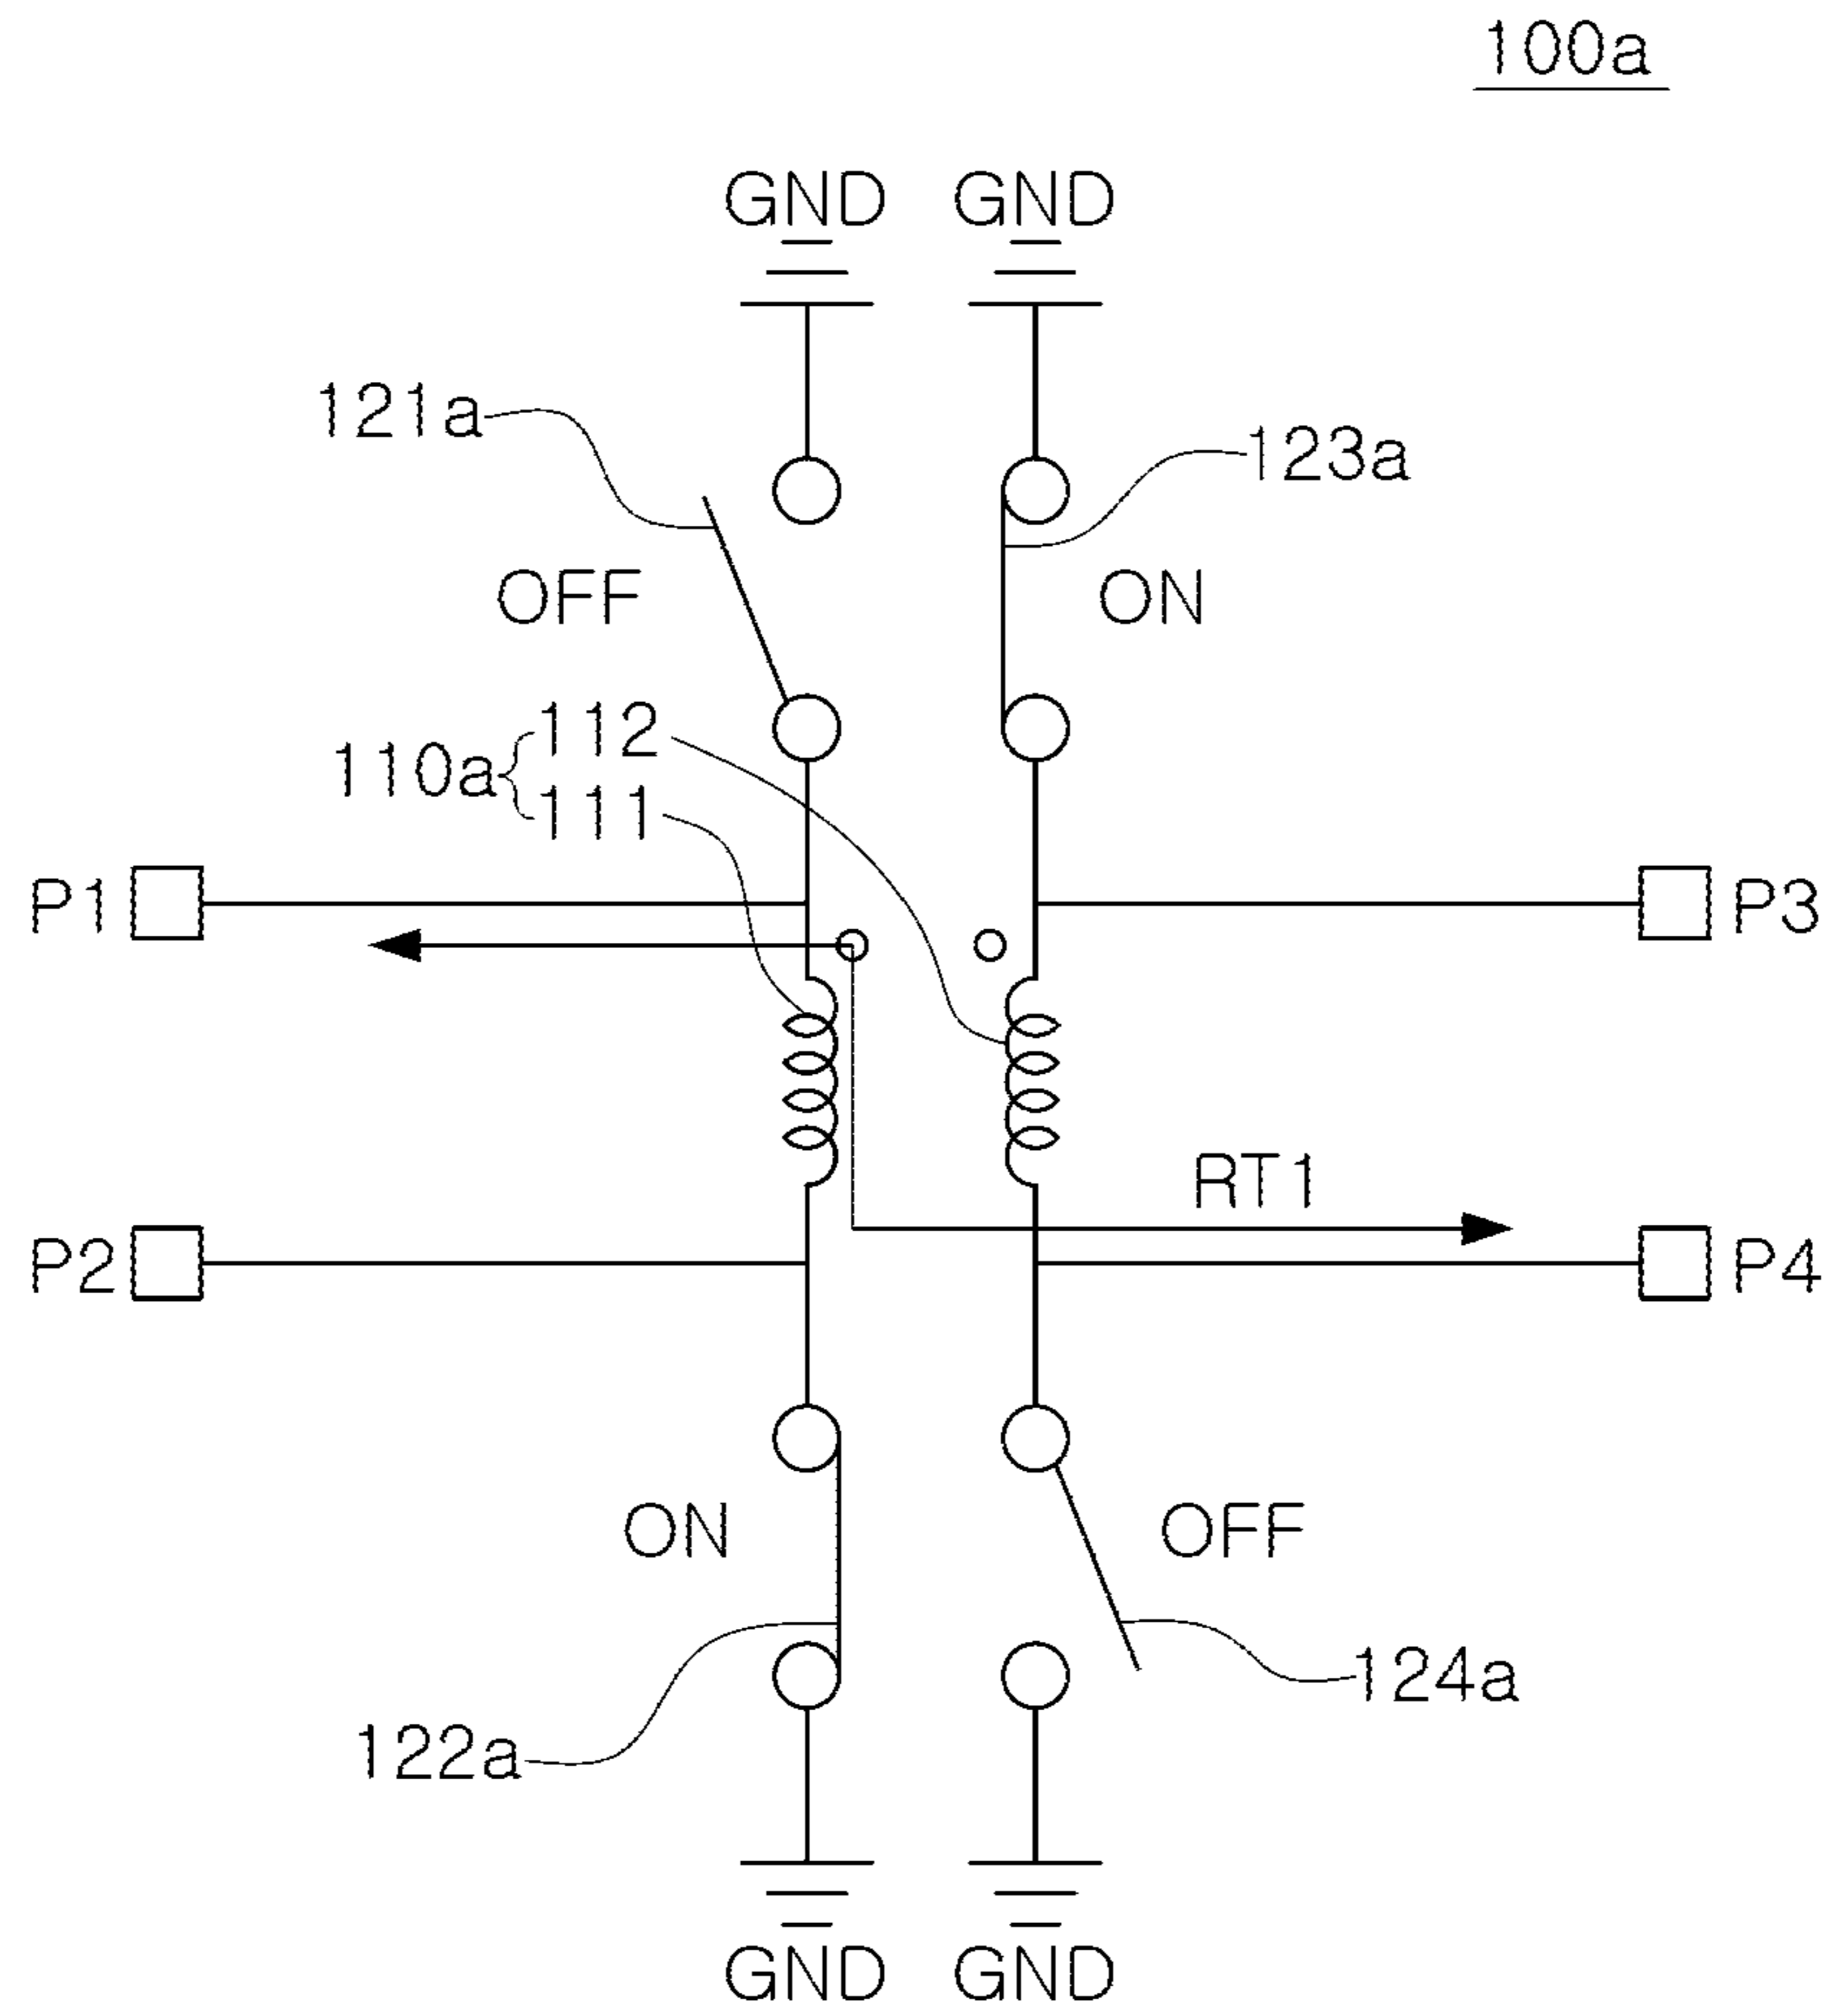 100a
GND GND
121a
123a
OFF ON
112
110a
111
P1 P3
RT1
P2 P4
ON OFF
124a
122a
GND GND